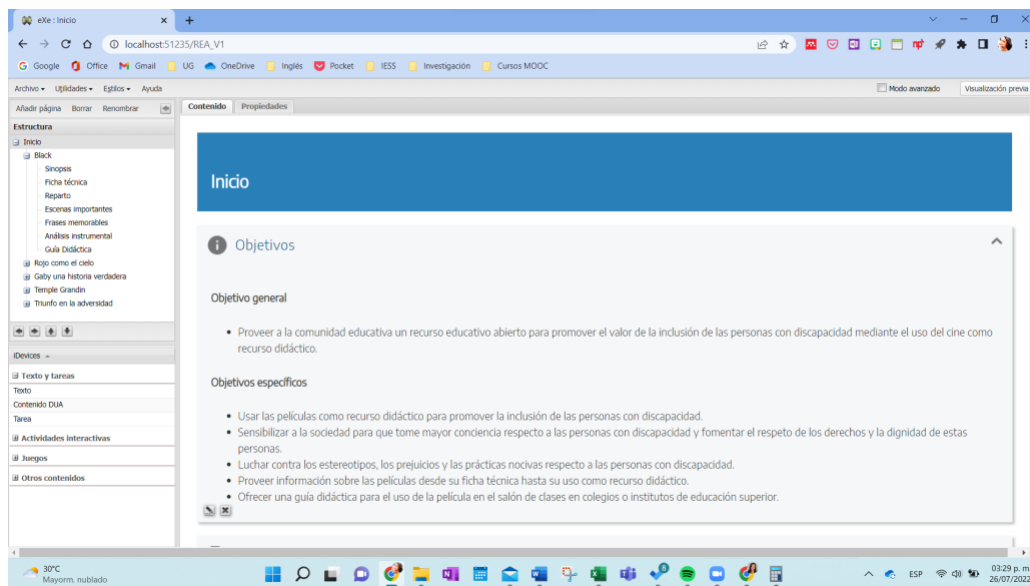 eXe : Inicio
localhost:51235/REA_V1
Google Office Gmail UG OneDrive Inglés Pocket IESS Investigación Cursos MOOC
Archivo Utilidades Estilos Ayuda
Modo avanzado
Visualización previa
Añadir página Borrar Renombrar
Contenido Propiedades
Estructura
Inicio
Black
Sinopsis
Ficha técnica
Reparto
Escenas importantes
Frases memorables
Análisis instrumental
Guía Didáctica
Rojo como el cielo
Gaby una historia verdadera
Temple Grandin
Triunfo en la adversidad
iDevices
Texto y tareas
Texto
Contenido DUA
Tarea
Actividades interactivas
Juegos
Otros contenidos
Inicio
Objetivos
Objetivo general
Proveer a la comunidad educativa un recurso educativo abierto para promover el valor de la inclusión de las personas con discapacidad mediante el uso del cine como
recurso didáctico.
Objetivos específicos
Usar las películas como recurso didáctico para promover la inclusión de las personas con discapacidad.
Sensibilizar a la sociedad para que tome mayor conciencia respecto a las personas con discapacidad y fomentar el respeto de los derechos y la dignidad de estas
personas.
Luchar contra los estereotipos, los prejuicios y las prácticas nocivas respecto a las personas con discapacidad.
Proveer información sobre las películas desde su ficha técnica hasta su uso como recurso didáctico.
Ofrecer una guía didáctica para el uso de la película en el salón de clases en colegios o institutos de educación superior.
30°C
Mayorm. nublado
ESP
03:29 p. m.